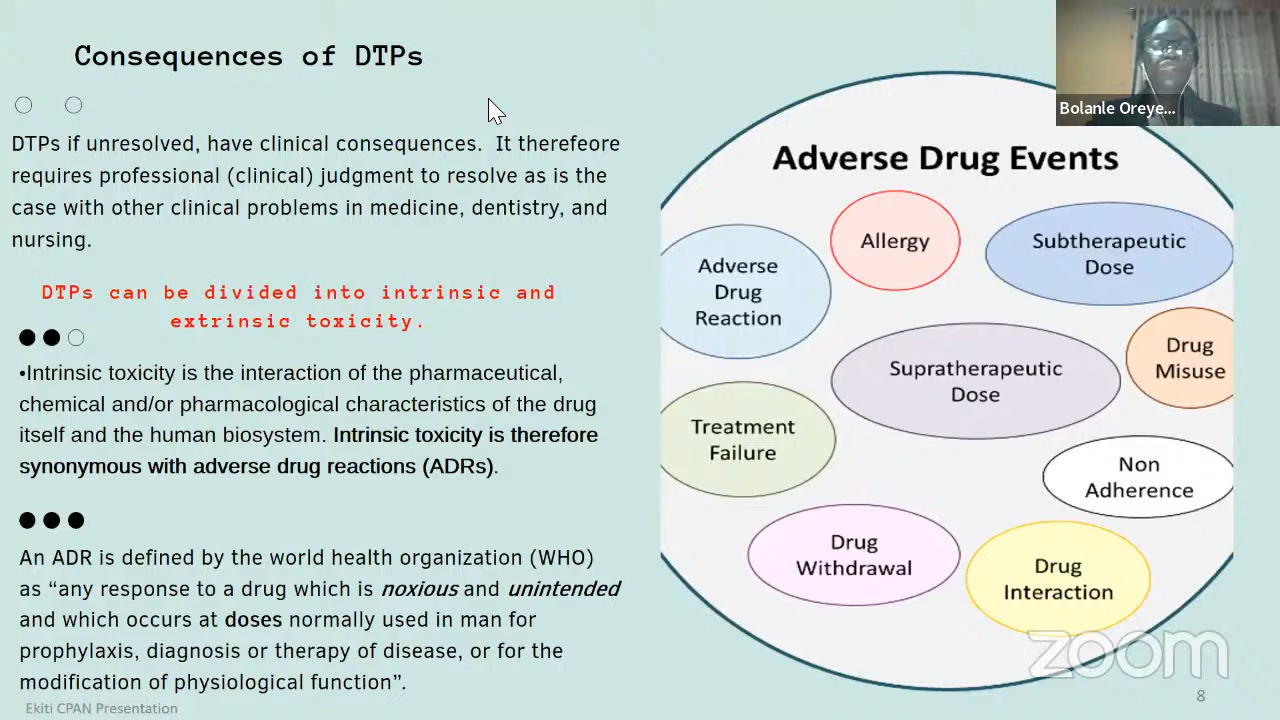 Consequences of DTPs
DTPs if unresolved, have clinical consequences. It therefeore
requires professional (clinical) judgment to resolve as is the
case with other clinical problems in medicine, dentistry, and
nursing.
DTPs can be divided into intrinsic and
extrinsic toxicity.
•Intrinsic toxicity is the interaction of the pharmaceutical,
chemical and/or pharmacological characteristics of the drug
itself and the human biosystem. Intrinsic toxicity is therefore
synonymous with adverse drug reactions (ADRs).
An ADR is defined by the world health organization (WHO)
as “any response to a drug which is noxious and unintended
and which occurs at doses normally used in man for
prophylaxis, diagnosis or therapy of disease, or for the
modification of physiological function”.
Ekiti CPAN Presentation
Bolanle Oreye...
Adverse Drug Events
Allergy
Subtherapeutic
Dose
Adverse
Drug
Reaction
Supratherapeutic
Dose
Drug
Misuse
Treatment
Failure
Non
Adherence
Drug
Withdrawal
Drug
Interaction
zoom
8